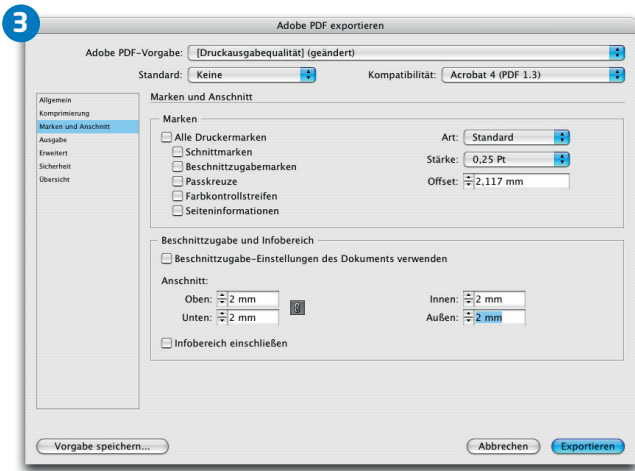 3
Adobe PDF exportieren
Adobe PDF-Vorgabe: [Druckausgabequalität] (geändert)
Standard: Keine Kompatibilität: Acrobat 4 (PDF 1.3)
Allgemein
Komprimierung
Marken und Anschnitt
Ausgabe
Erweitert
Sicherheit
Übersicht
Marken und Anschnitt
Marken
Alle Druckermarken
Schnittmarken
Beschnittzugabemarken
Passkreuze
Farbkontrollstreifen
Seiteninformationen
Art: Standard
Stärke: 0,25 Pt
Offset: 2,117 mm
Beschnittzugabe und Infobereich
Beschnittzugabe-Einstellungen des Dokuments verwenden
Anschnitt:
Oben: 2 mm Innen: 2 mm
Unten: 2 mm Außen: 2 mm
Infobereich einschließen
Vorgabe speichern... Abbrechen Exportieren